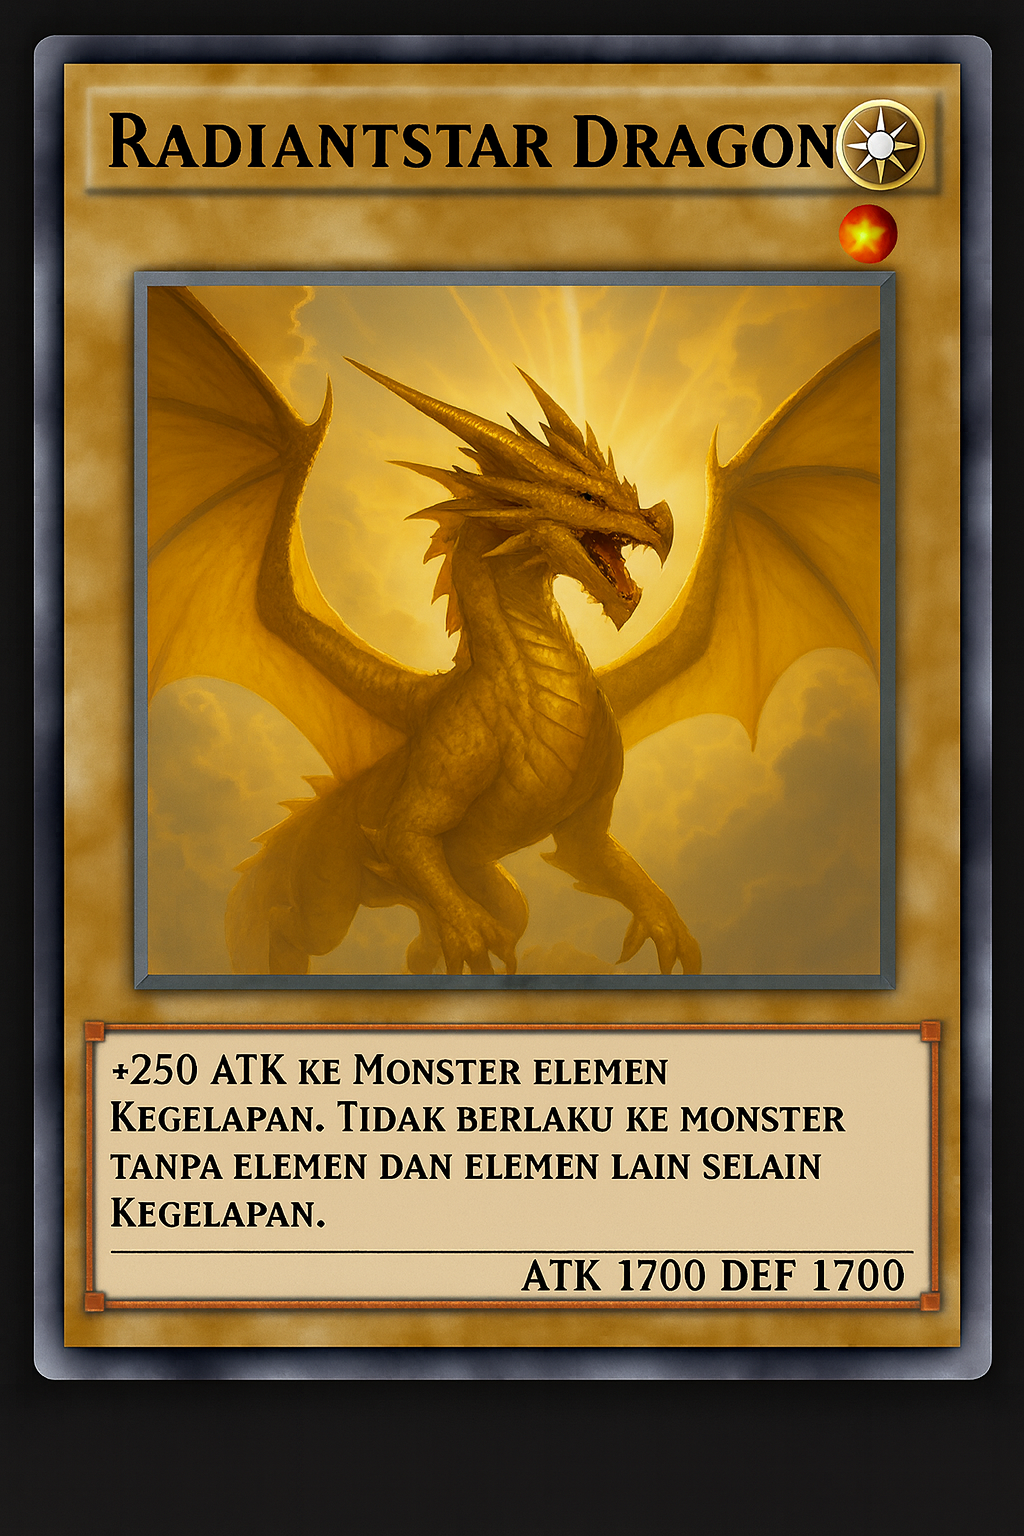 Radiantstar Dragon
+250 ATK ke Monster elemen
Kegelapan. Tidak berlaku ke monster
tanpa elemen dan elemen lain selain
Kegelapan.
ATK 1700 DEF 1700